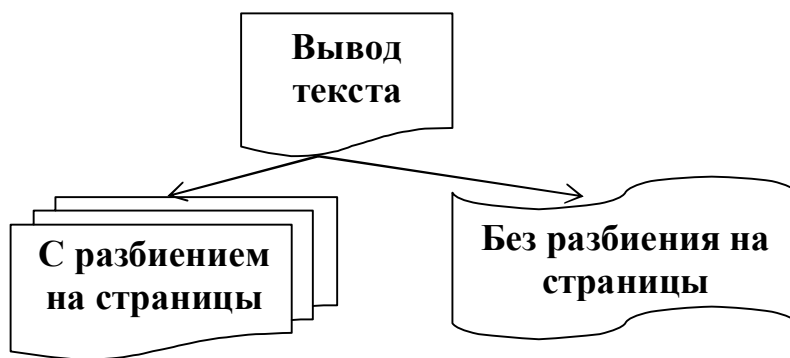 Вывод
текста
С разбиением
на страницы
Без разбиения на
страницы